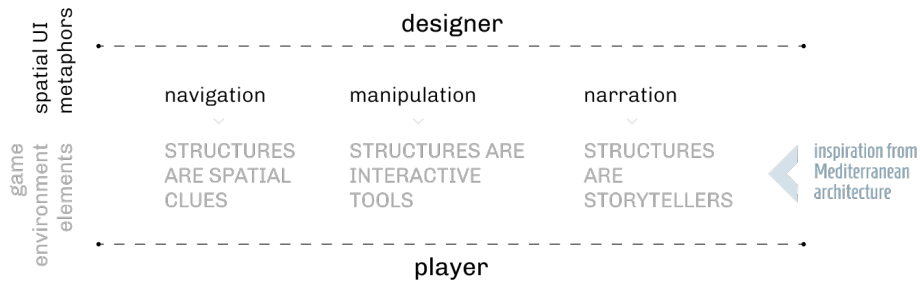 designer
spatial UI
metaphors
navigation
manipulation
narration
game
environment
elements
STRUCTURES
ARE SPATIAL
CLUES
STRUCTURES ARE
INTERACTIVE
TOOLS
STRUCTURES
ARE
STORYTELLERS
inspiration from
Mediterranean
architecture
player